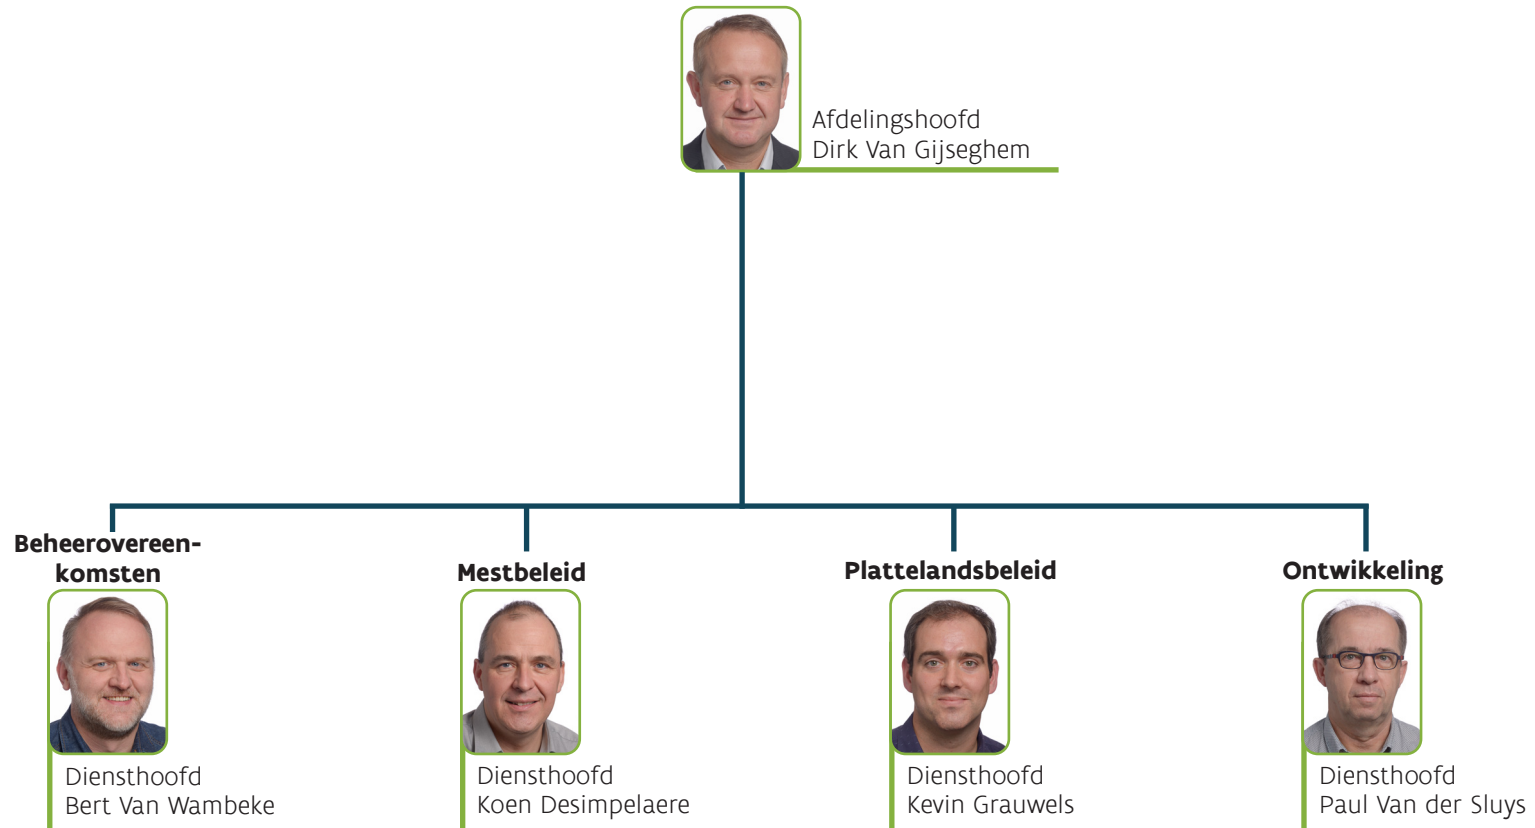 Afdelingshoofd
Dirk Van Gijseghem
Beheerovereen-
komsten
Diensthoofd
Bert Van Wambeke
Mestbeleid
Diensthoofd
Koen Desimpelaere
Plattelandsbeleid
Diensthoofd
Kevin Grauwels
Ontwikkeling
Diensthoofd
Paul Van der Sluys